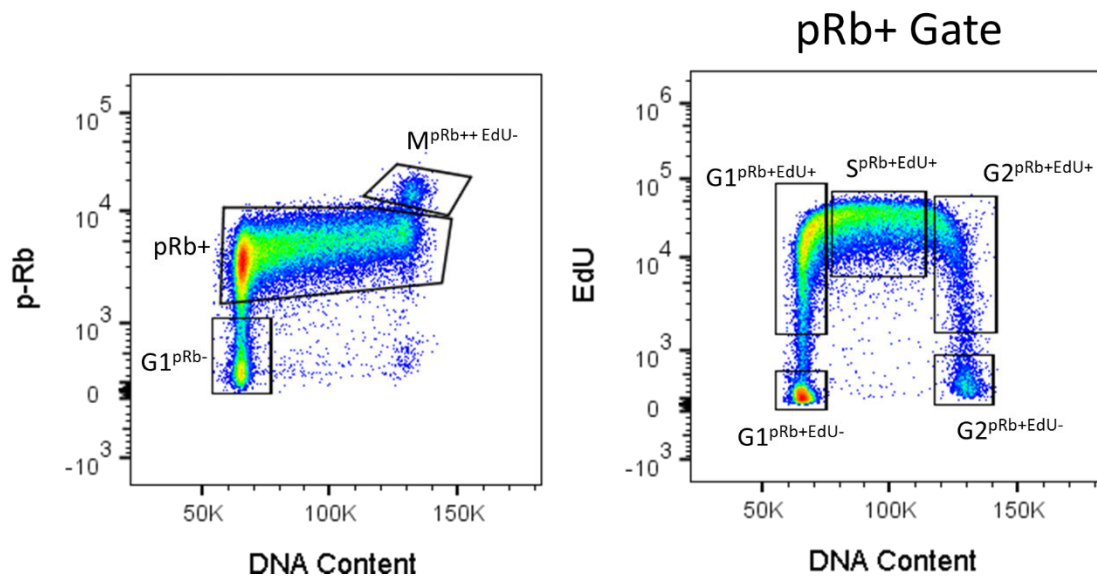 pRb+ Gate
10^5
10^4
10^3
0
-10^3
p-Rb
M^pRb++ EdU-
pRb+
G1^pRb-
50K 100K 150K
DNA Content
10^6
10^5
10^4
10^3
0
-10^3
EdU
G1^pRb+EdU+
S^pRb+EdU+
G2^pRb+EdU+
G1^pRb+EdU-
G2^pRb+EdU-
50K 100K 150K
DNA Content